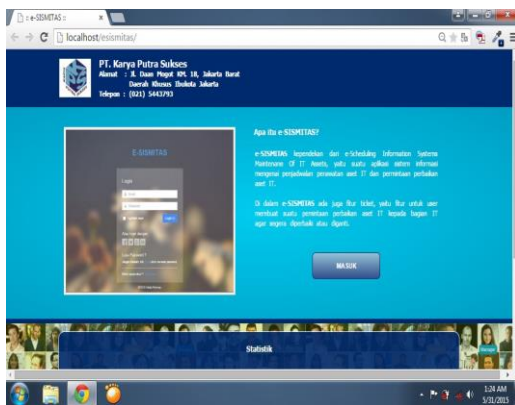 :: e-SISMITAS ::
localhost/esismitas/
PT. Karya Putra Sukses
Alamat : Jl. Daan Mogot KM. 18, Jakarta Barat
Daerah Khusus Ibukota Jakarta
Telepon : (021) 5443793
E-SISMITAS
Login
Apa itu e-SISMITAS?
e-SISMITAS kependekan dari e-Scheduling Information Systems
Maintenane Of IT Assets, yaitu suatu aplikasi sistem informasi
mengenai penjadwalan perawatan aset IT dan permintaan perbaikan
aset IT.
Di dalam e-SISMITAS ada juga fitur ticket, yaitu fitur untuk user
membuat suatu permintaan perbaikan aset IT kepada bagian IT
agar segera diperbaiki atau diganti.
MASUK
Statistik
1:24 AM
5/31/2015